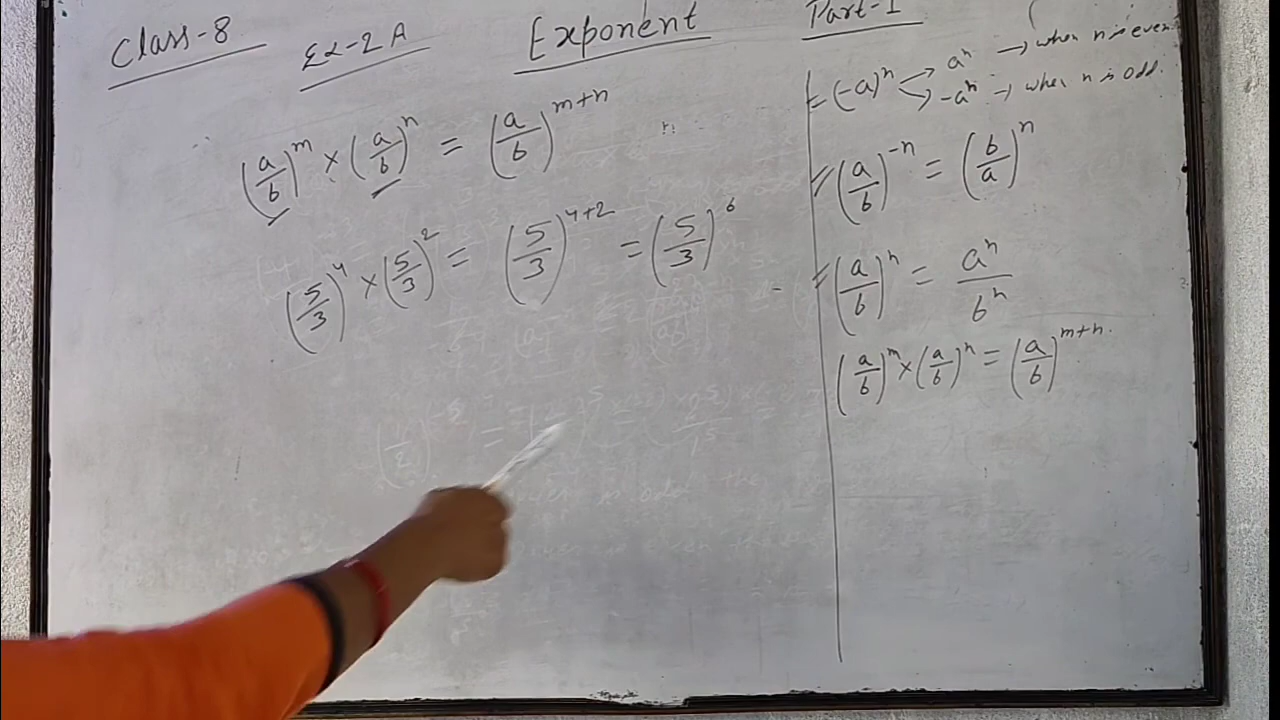 Class-8 Ex-2A Exponent Part-1
(a/b)^m × (a/b)^n = (a/b)^(m+n)
(5/3)^4 × (5/3)^2 = (5/3)^(4+2) = (5/3)^6
= (-a)^n → a^n → when n is even
→ -a^n → when n is odd.
(a/b)^-n = (b/a)^n
(a/b)^n = a^n/b^n
(a/b)^m × (a/b)^n = (a/b)^(m+n).